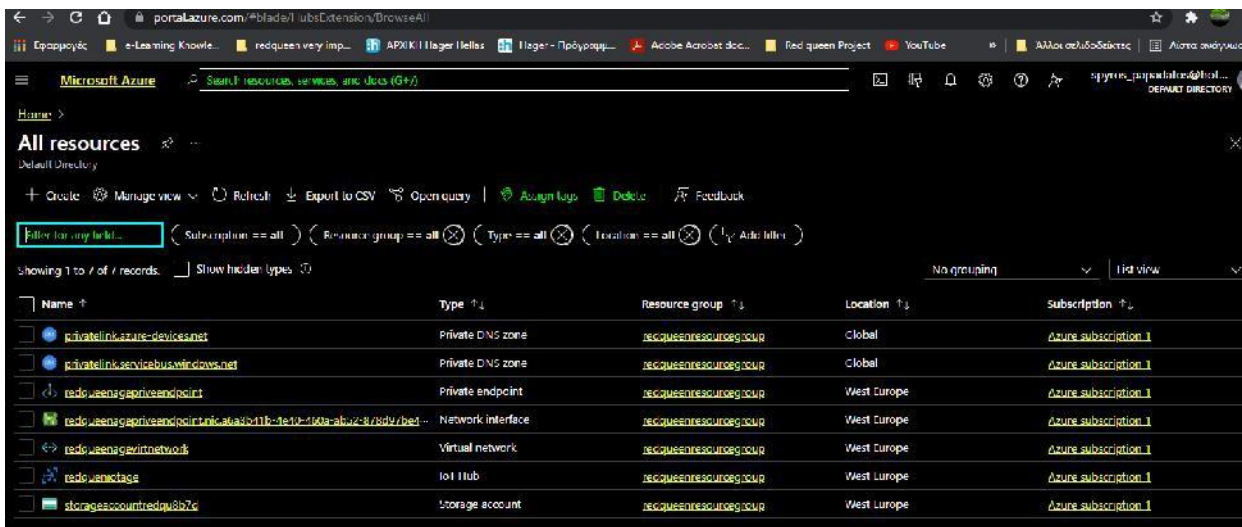 portal.azure.com/#blade/HubsExtension/BrowseAll
Εφαρμογές e-Learning Knowle... redqueen very imp... ΑΡΧΙΚΗ Hager Hellas Hager - Πρόγραμμ... Adobe Acrobat doc... Red queen Project YouTube » Άλλοι σελιδοδείκτες Λίστα ανάγνωσ
Microsoft Azure Search resources, services, and docs (G+/) spyros_papadatos@hot...
DEFAULT DIRECTORY
Home >
All resources ...
Default Directory
Create Manage view Refresh Export to CSV Open query Assign tags Delete Feedback
Filter for any field... Subscription == all Resource group == all Type == all Location == all Add filter
Showing 1 to 7 of 7 records. Show hidden types
No grouping List view
Name ↑ Type ↑↓ Resource group ↑↓ Location ↑↓ Subscription ↑↓
privatelink.azure-devices.net Private DNS zone redqueenresourcegroup Global Azure subscription 1
privatelink.servicebus.windows.net Private DNS zone redqueenresourcegroup Global Azure subscription 1
redqueenagepriveendpoint Private endpoint redqueenresourcegroup West Europe Azure subscription 1
Network interface redqueenresourcegroup West Europe Azure subscription 1
redqueenagevirtnetwork Virtual network redqueenresourcegroup West Europe Azure subscription 1
redqueniotage IoT Hub redqueenresourcegroup West Europe Azure subscription 1
storageaccountredqu8b7d Storage account redqueenresourcegroup West Europe Azure subscription 1